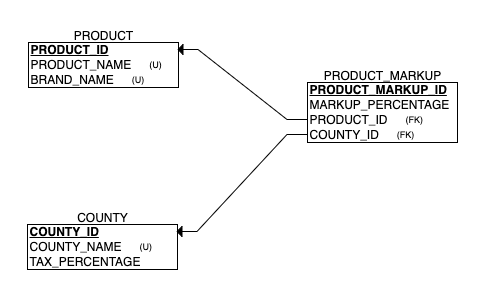 PRODUCT
PRODUCT_ID
PRODUCT_NAME (U)
BRAND_NAME (U)
PRODUCT_MARKUP
PRODUCT_MARKUP_ID
MARKUP_PERCENTAGE
PRODUCT_ID (FK)
COUNTY_ID (FK)
COUNTY
COUNTY_ID
COUNTY_NAME (U)
TAX_PERCENTAGE